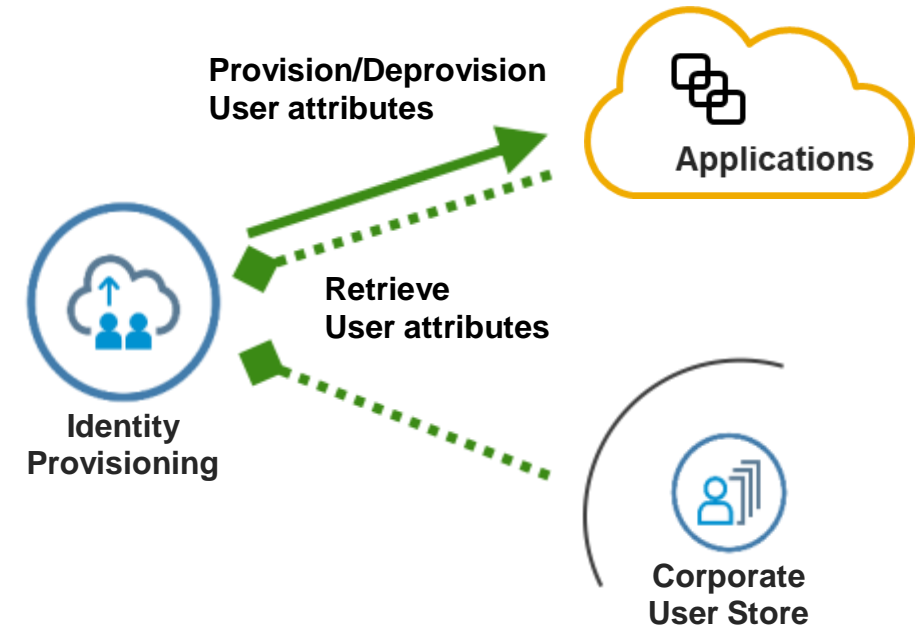 Provision/Deprovision
User attributes
Applications
Retrieve
User attributes
Identity
Provisioning
Corporate
User Store